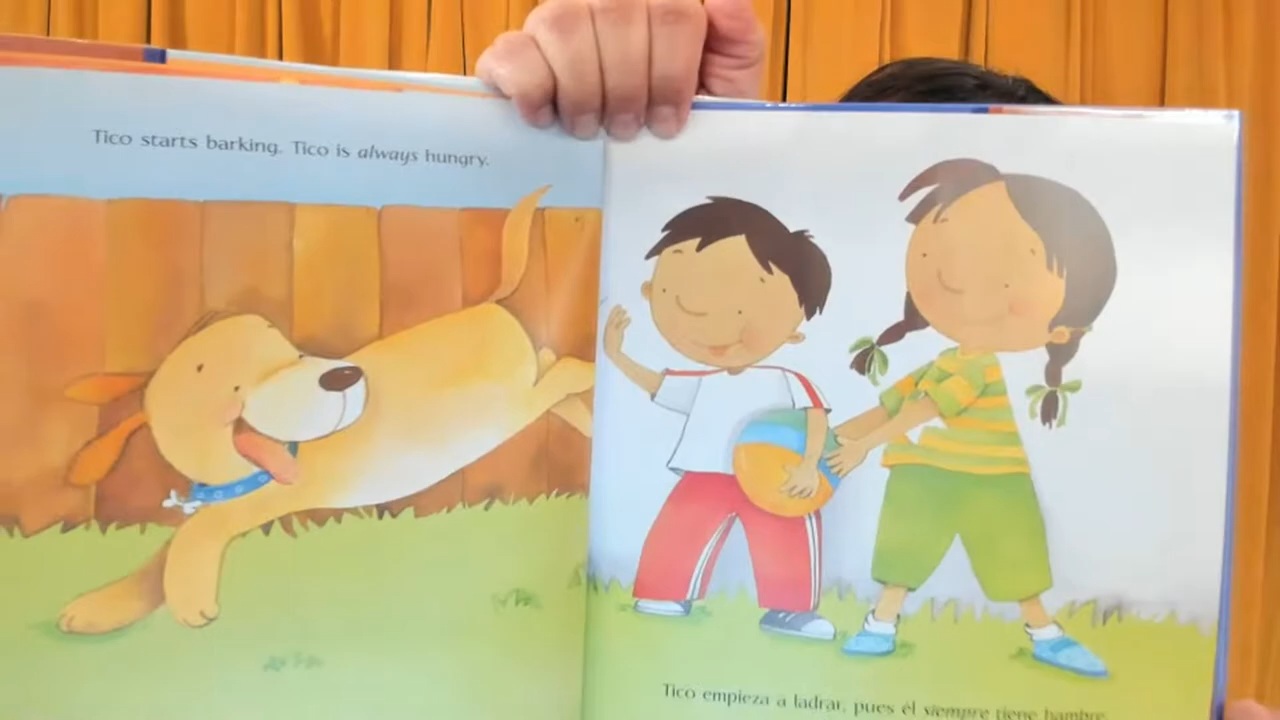 Tico starts barking. Tico is always hungry.
Tico empieza a ladrar, pues él siempre tiene hambre.